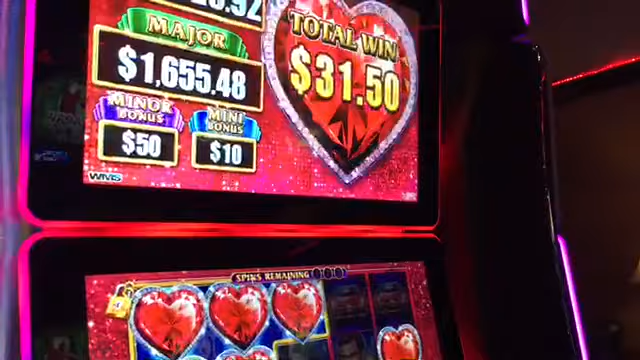 MAJOR
$1,655.48
MINOR
BONUS
$50
MINI
BONUS
$10
TOTAL WIN
$31.50
WMS
SPINS REMAINING